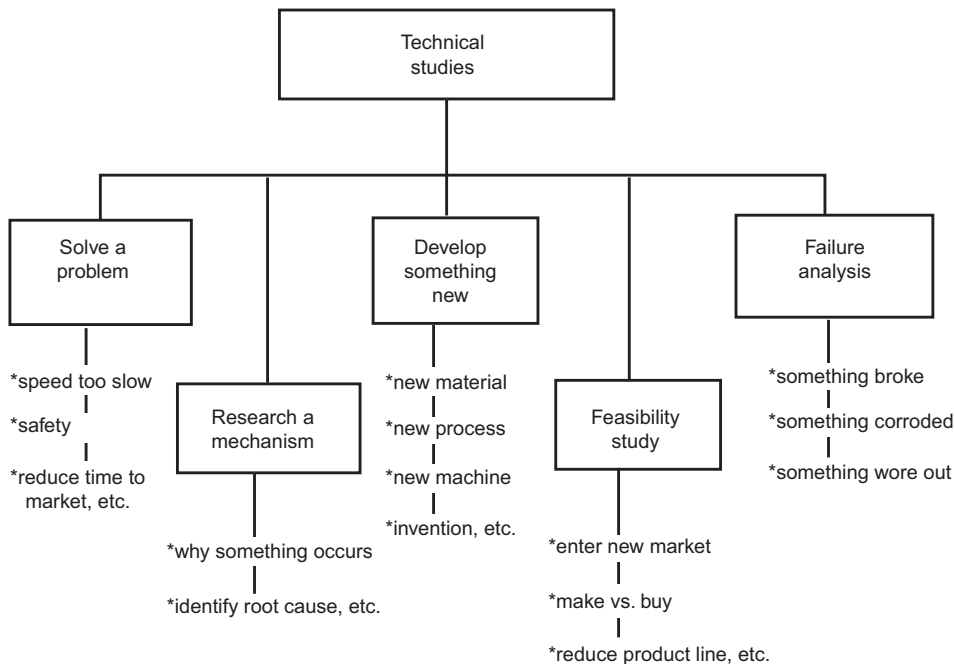 Technical
studies
Solve a
problem
*speed too slow
*safety
*reduce time to
market, etc.
Research a
mechanism
*why something occurs
*identify root cause, etc.
Develop
something
new
*new material
*new process
*new machine
*invention, etc.
Feasibility
study
*enter new market
*make vs. buy
*reduce product line, etc.
Failure
analysis
*something broke
*something corroded
*something wore out